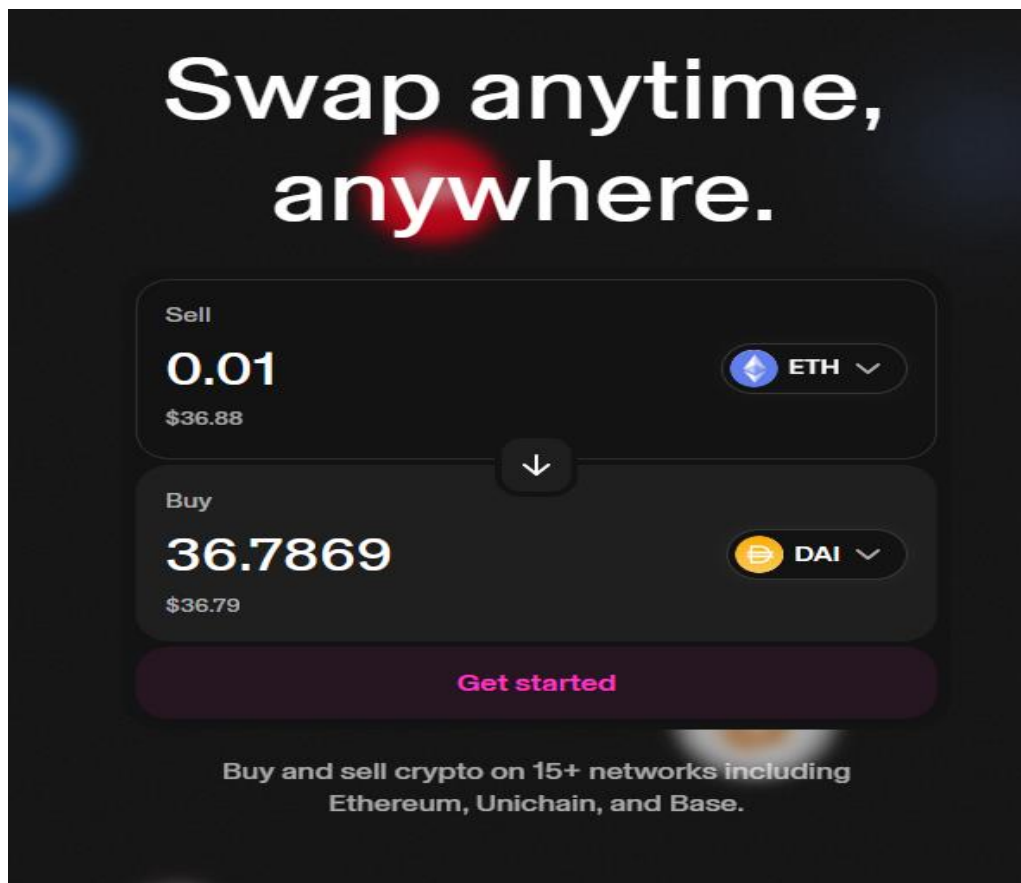 Swap anytime,
anywhere.
Sell
0.01
ETH
$36.88
Buy
36.7869
DAI
$36.79
Get started
Buy and sell crypto on 15+ networks including
Ethereum, Unichain, and Base.